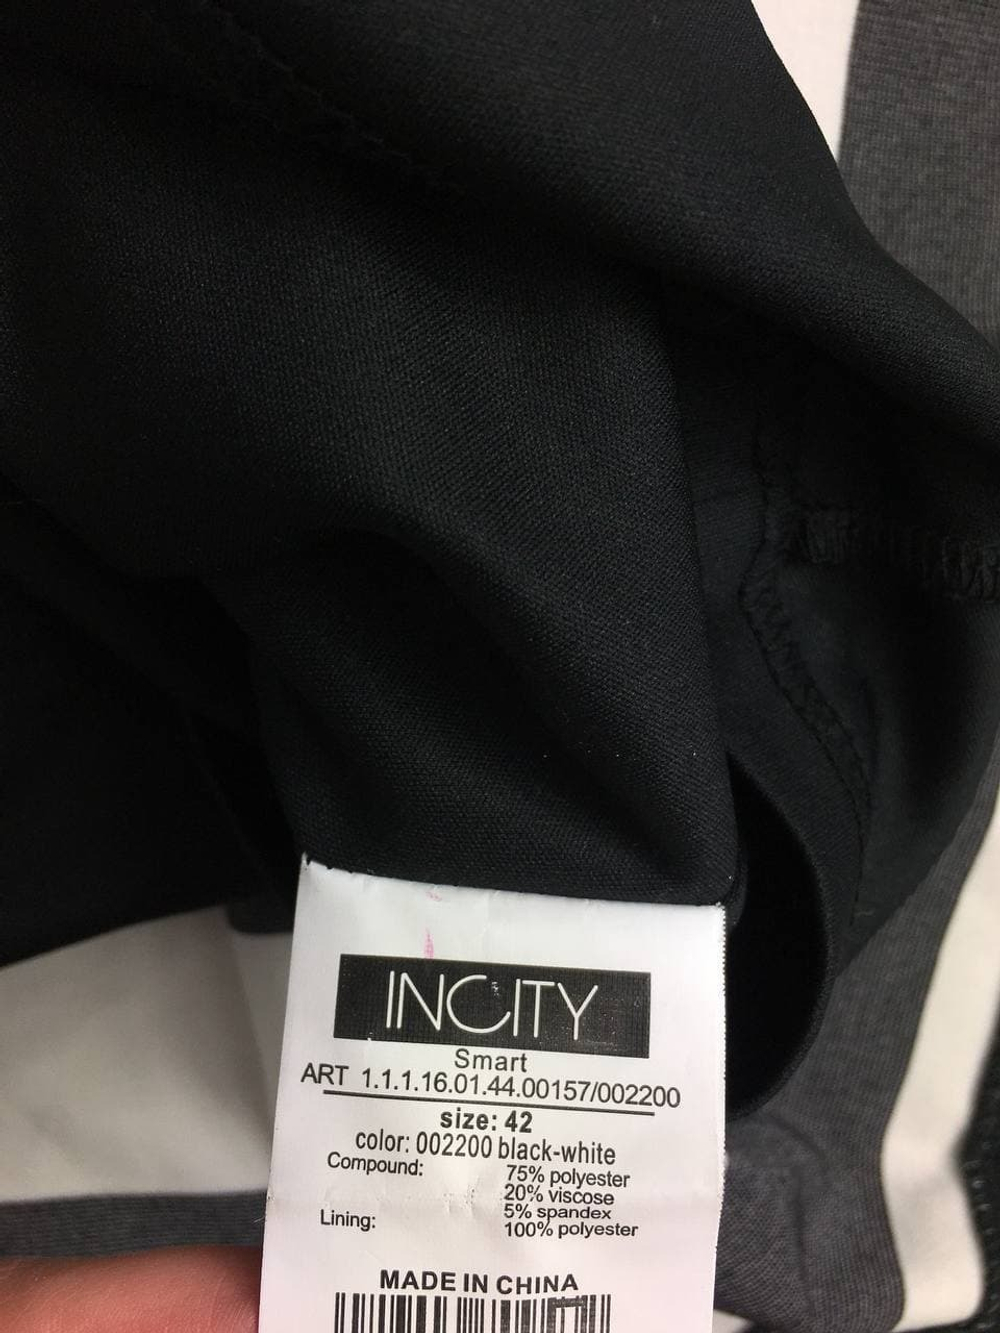 INCITY
Smart
ART 1.1.1.16.01.44.00157/002200
size: 42
color: 002200 black-white
Compound: 75% polyester
20% viscose
5% spandex
Lining: 100% polyester
MADE IN CHINA